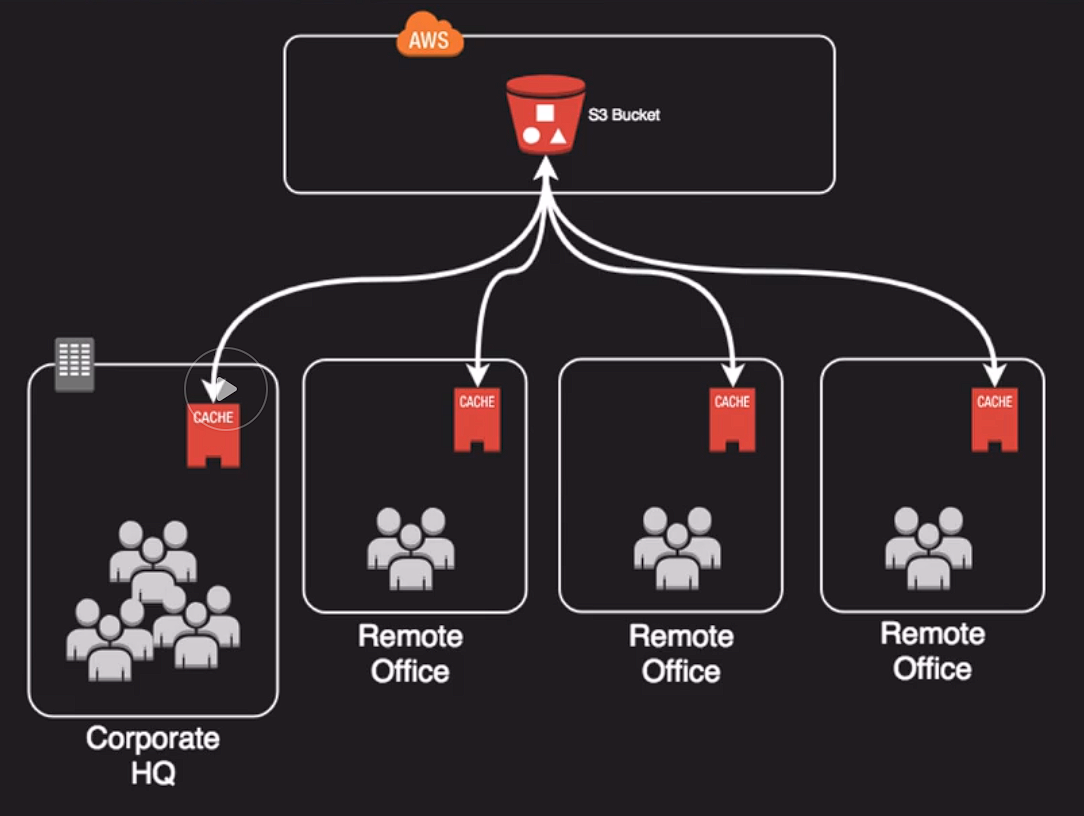 AWS
S3 Bucket
CACHE
CACHE
CACHE
CACHE
Remote
Office
Remote
Office
Remote
Office
Corporate
HQ